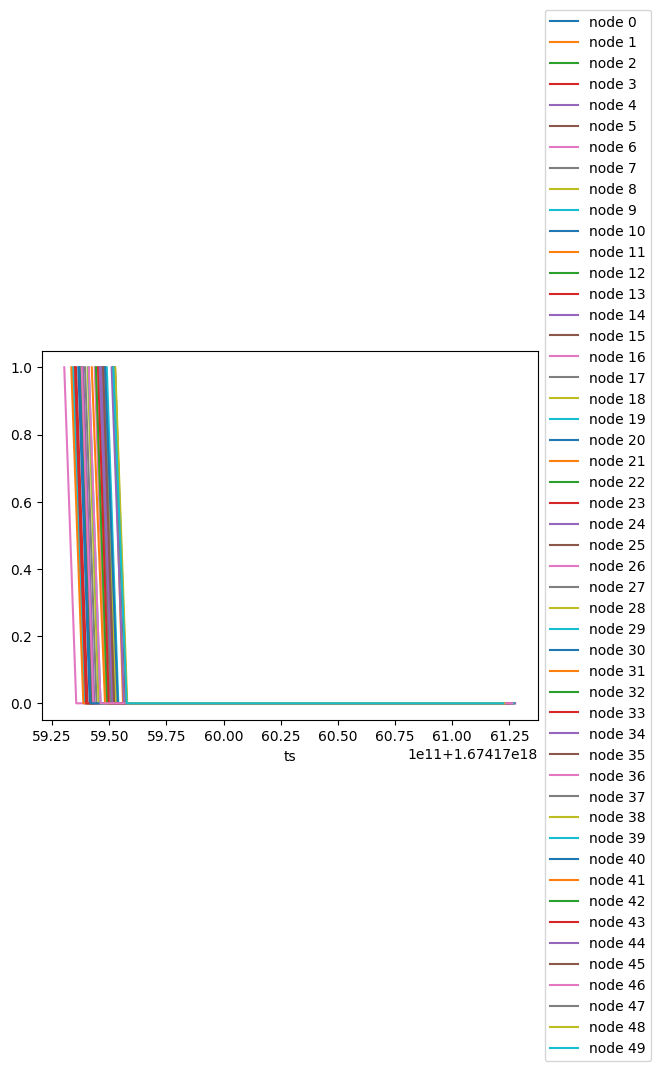 node 0
node 1
node 2
node 3
node 4
node 5
node 6
node 7
node 8
node 9
node 10
node 11
node 12
node 13
node 14
node 15
node 16
node 17
node 18
node 19
node 20
node 21
node 22
node 23
node 24
node 25
node 26
node 27
node 28
node 29
node 30
node 31
node 32
node 33
node 34
node 35
node 36
node 37
node 38
node 39
node 40
node 41
node 42
node 43
node 44
node 45
node 46
node 47
node 48
node 49
1.0
0.8
0.6
0.4
0.2
0.0
59.25 59.50 59.75 60.00 60.25 60.50 60.75 61.00 61.25
1e11+1.67417e18
ts